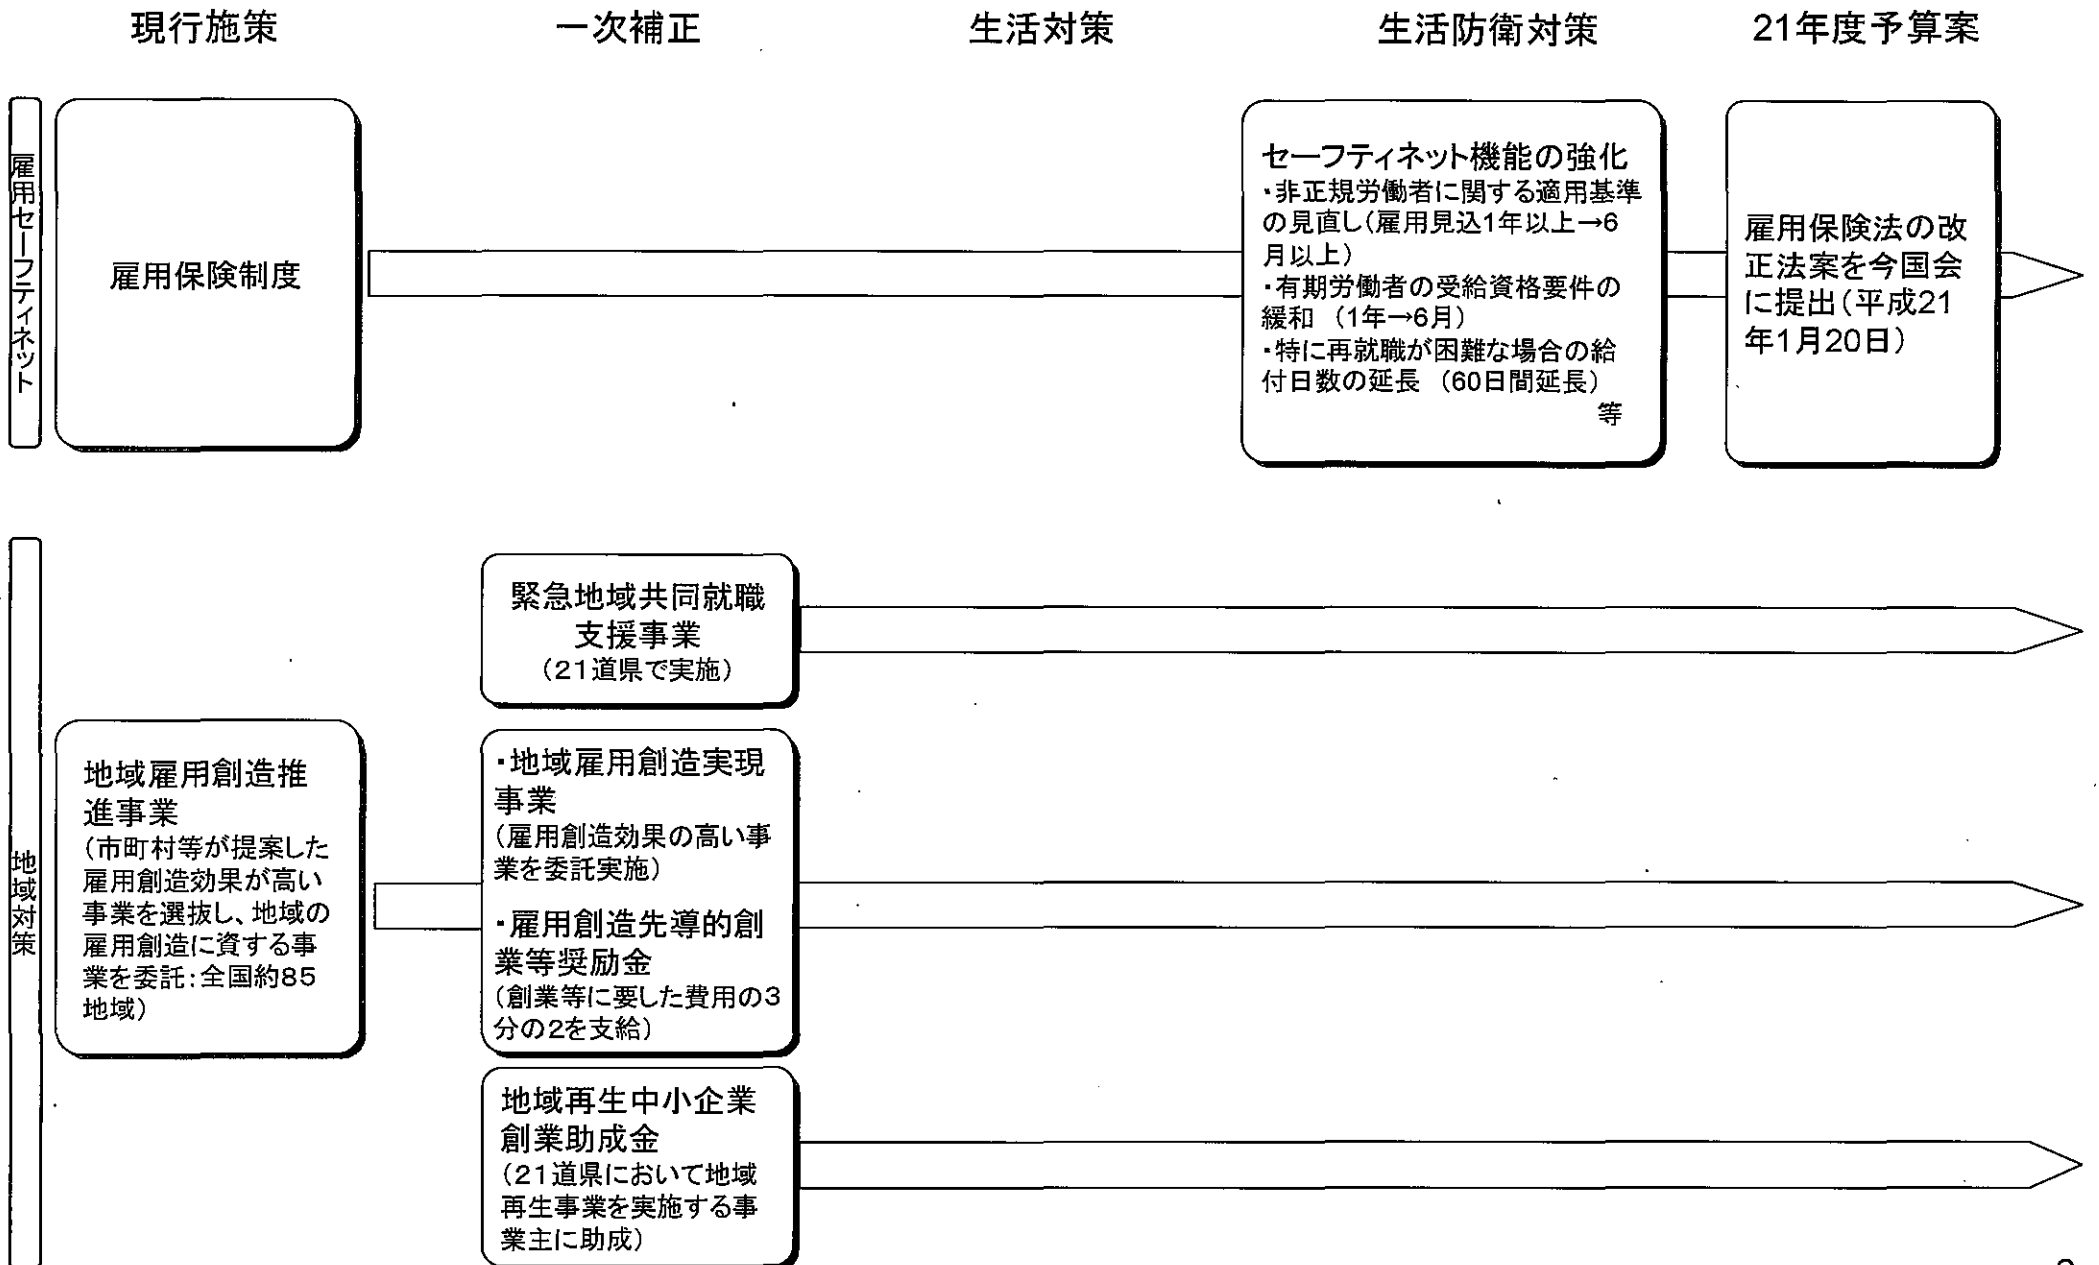 現行施策
一次補正
生活対策
生活防衛対策
21年度予算案
雇用セーフティネット
雇用保険制度
セーフティネット機能の強化
・非正規労働者に関する適用基準
の見直し(雇用見込1年以上→6
月以上)
・有期労働者の受給資格要件の
緩和 (1年→6月)
・特に再就職が困難な場合の給
付日数の延長 (60日間延長)
等
雇用保険法の改
正法案を今国会
に提出(平成21
年1月20日)
地域対策
緊急地域共同就職
支援事業
(21道県で実施)
地域雇用創造推
進事業
(市町村等が提案した
雇用創造効果が高い
事業を選抜し、地域の
雇用創造に資する事
業を委託:全国約85
地域)
・地域雇用創造実現
事業
(雇用創造効果の高い事
業を委託実施)
・雇用創造先導的創
業等奨励金
(創業等に要した費用の3
分の2を支給)
地域再生中小企業
創業助成金
(21道県において地域
再生事業を実施する事
業主に助成)